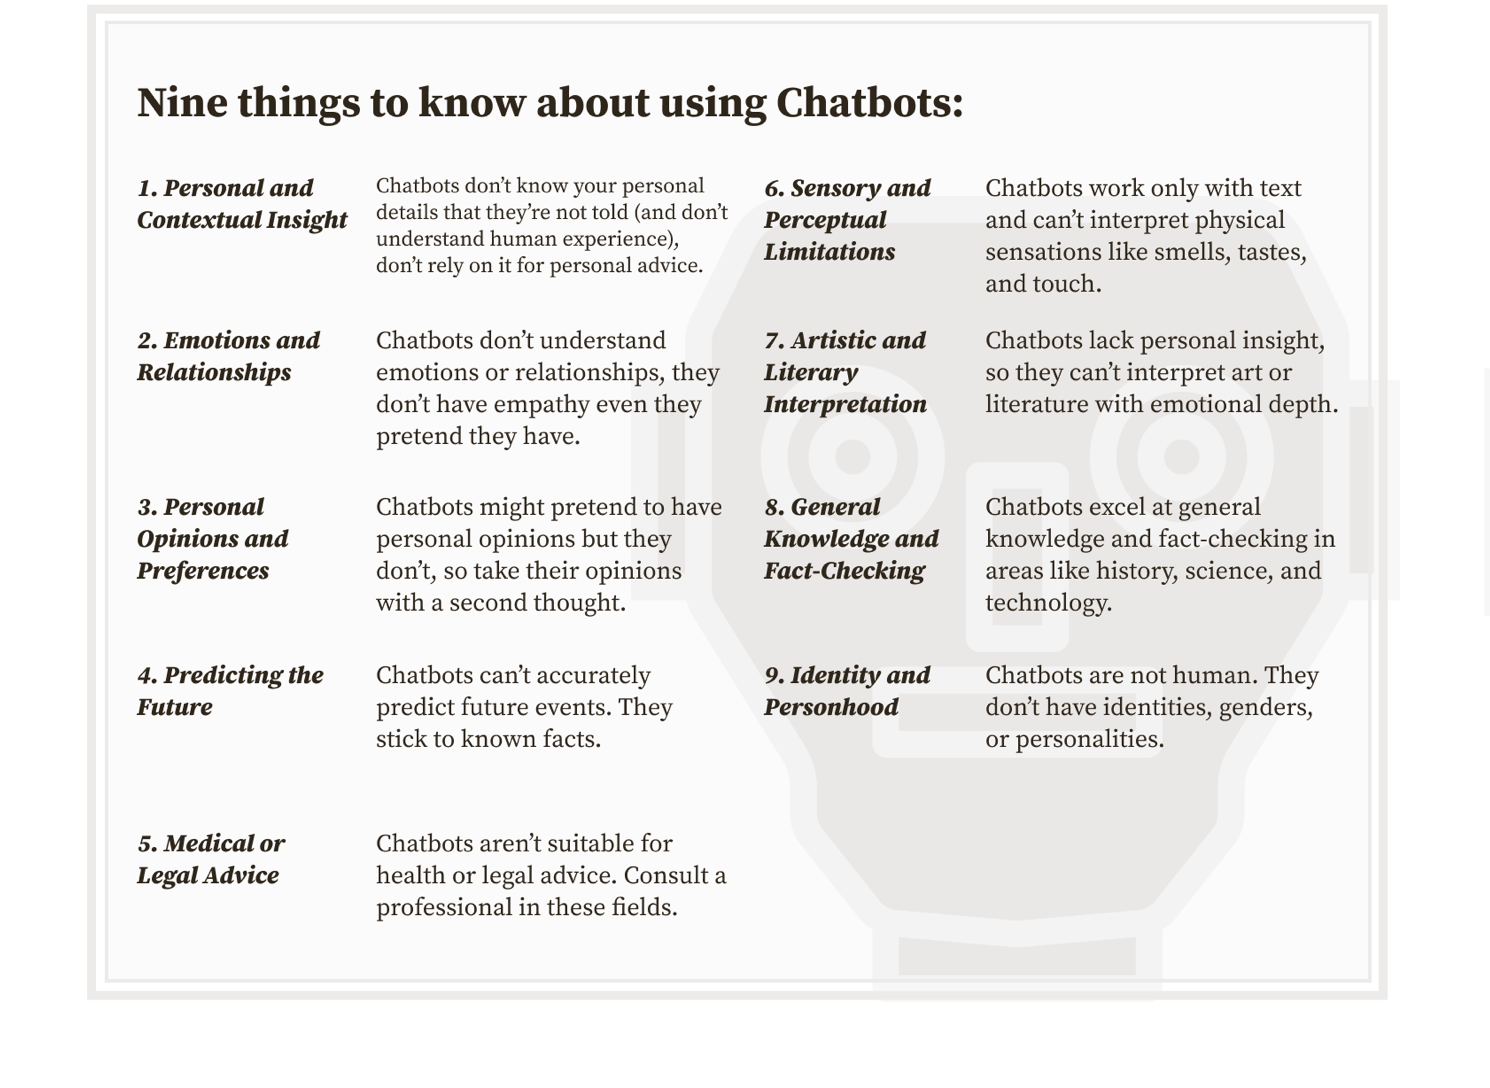 Nine things to know about using Chatbots:
1. Personal and
Contextual Insight
Chatbots don’t know your personal
details that they’re not told (and don’t
understand human experience),
don’t rely on it for personal advice.
2. Emotions and
Relationships
Chatbots don’t understand
emotions or relationships, they
don’t have empathy even they
pretend they have.
3. Personal
Opinions and
Preferences
Chatbots might pretend to have
personal opinions but they
don’t, so take their opinions
with a second thought.
4. Predicting the
Future
Chatbots can’t accurately
predict future events. They
stick to known facts.
5. Medical or
Legal Advice
Chatbots aren’t suitable for
health or legal advice. Consult a
professional in these fields.
6. Sensory and
Perceptual
Limitations
Chatbots work only with text
and can’t interpret physical
sensations like smells, tastes,
and touch.
7. Artistic and
Literary
Interpretation
Chatbots lack personal insight,
so they can’t interpret art or
literature with emotional depth.
8. General
Knowledge and
Fact-Checking
Chatbots excel at general
knowledge and fact-checking in
areas like history, science, and
technology.
9. Identity and
Personhood
Chatbots are not human. They
don’t have identities, genders,
or personalities.